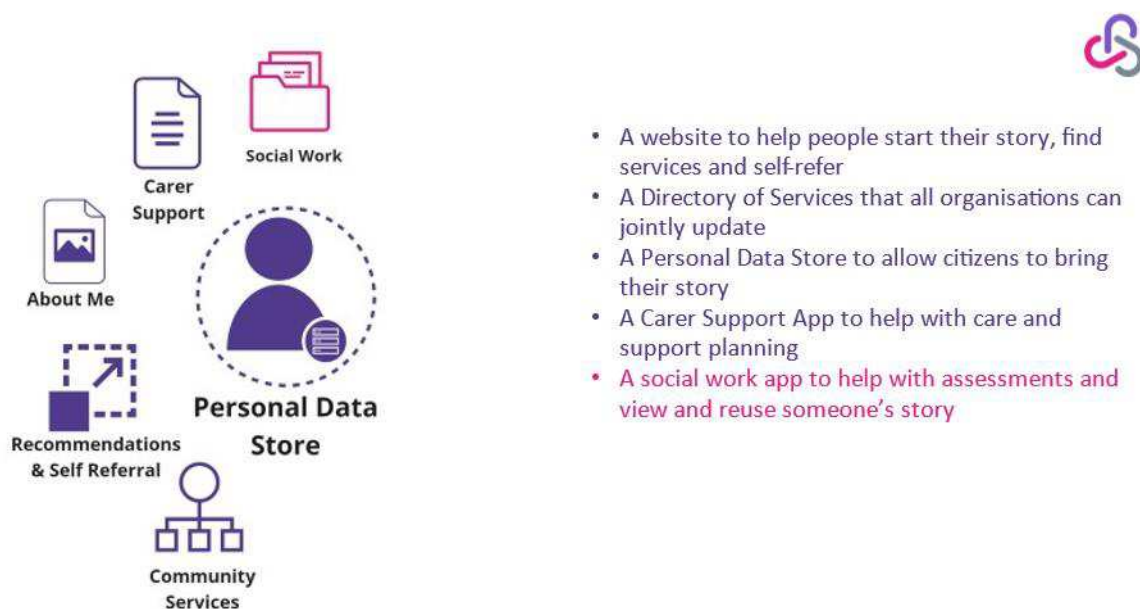 Social Work
Carer
Support
About Me
Recommendations
& Self Referral
Personal Data
Store
Community
Services
• A website to help people start their story, find
services and self-refer
• A Directory of Services that all organisations can
jointly update
• A Personal Data Store to allow citizens to bring
their story
• A Carer Support App to help with care and
support planning
• A social work app to help with assessments and
view and reuse someone's story